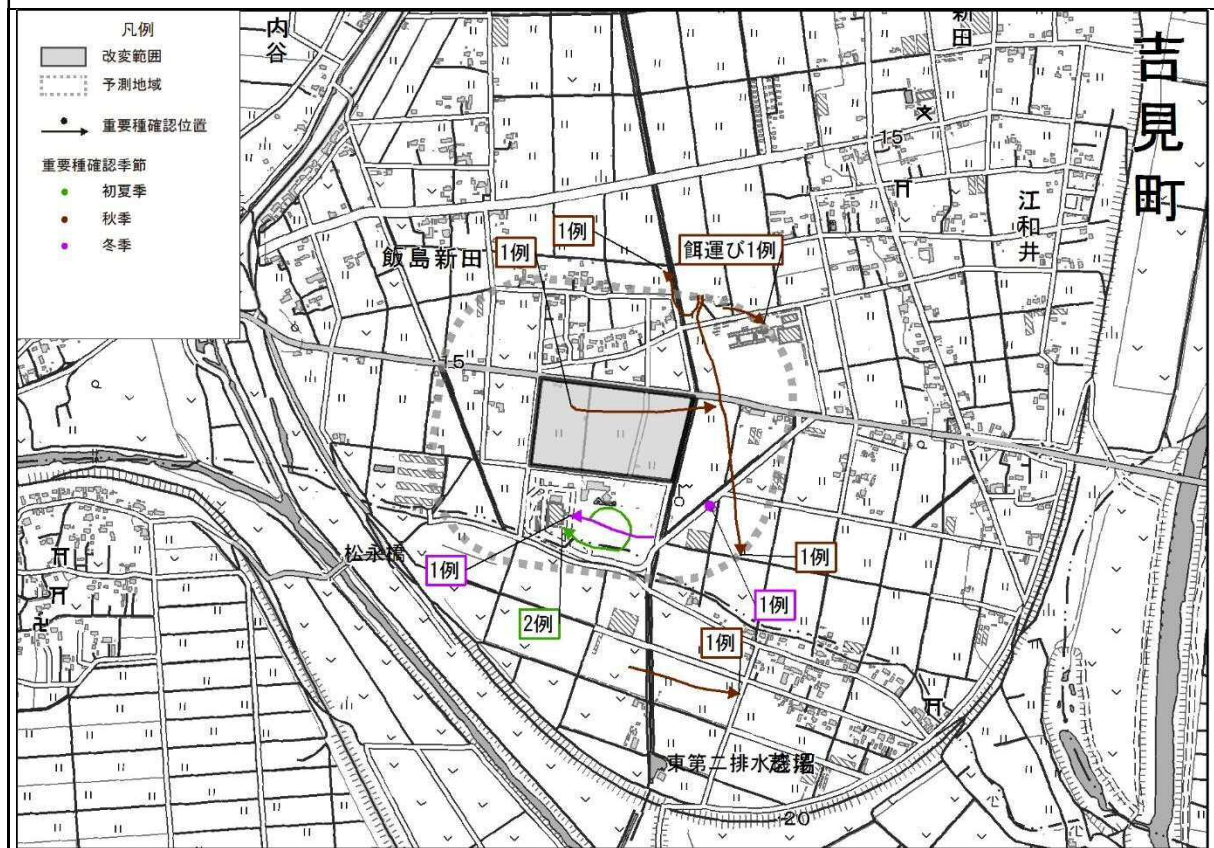 凡例
改変範囲
予測地域
重要種確認位置
重要種確認季節
初夏季
秋季
冬季
内谷
新田
吉見町
15
江和井
飯島新田
1例
1例
餌運び1例
15
松永橋
1例
2例
1例
1例
1例
東第二排水
20